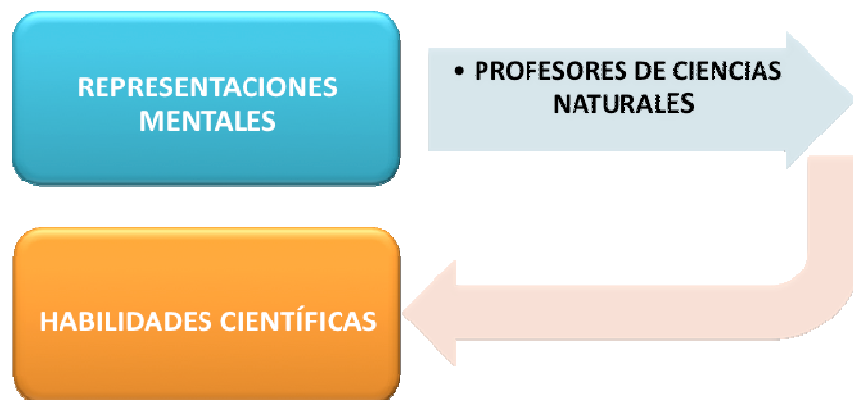 REPRESENTACIONES
MENTALES
• PROFESORES DE CIENCIAS
NATURALES
HABILIDADES CIENTÍFICAS